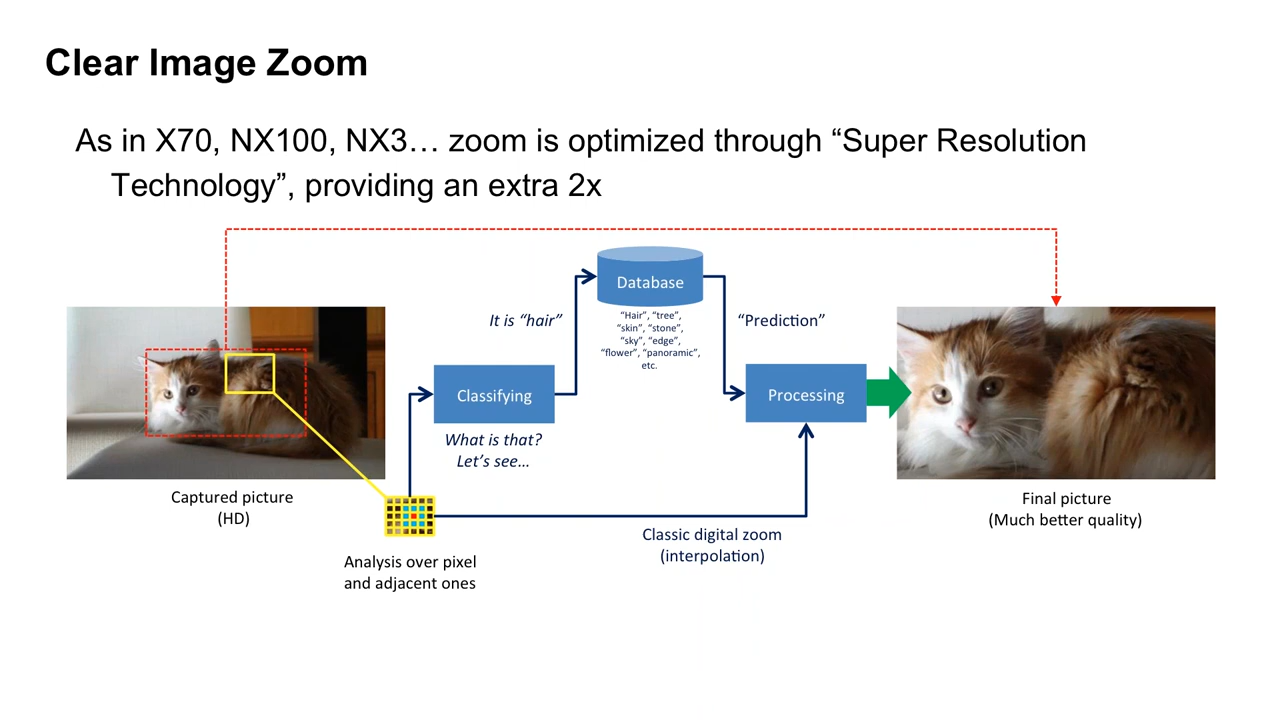 Clear Image Zoom
As in X70, NX100, NX3… zoom is optimized through “Super Resolution
Technology”, providing an extra 2x
Database
It is “hair”
“Hair”, “tree”,
“skin”, “stone”,
“sky”, “edge”,
“flower”, “panoramic”,
etc.
“Prediction”
Classifying
Processing
What is that?
Let’s see…
Captured picture
(HD)
Final picture
(Much better quality)
Classic digital zoom
(interpolation)
Analysis over pixel
and adjacent ones